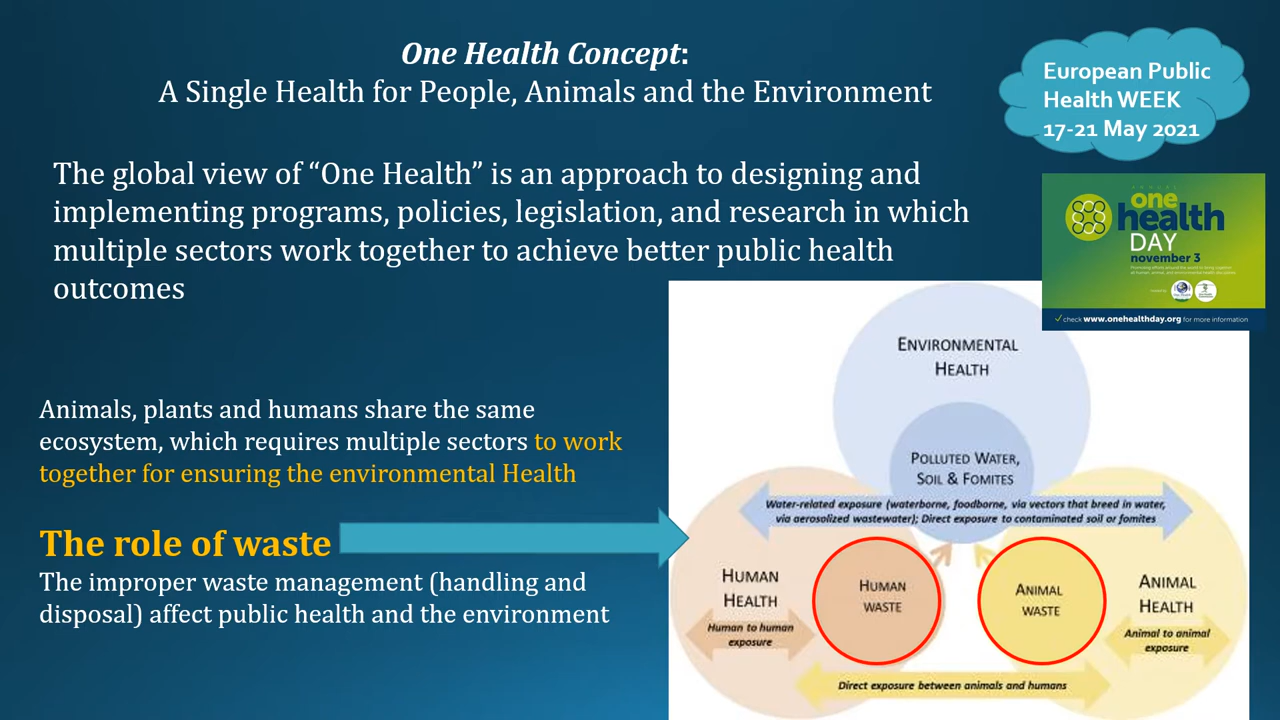 One Health Concept:
A Single Health for People, Animals and the Environment
European Public
Health WEEK
17-21 May 2021
The global view of “One Health” is an approach to designing and
implementing programs, policies, legislation, and research in which
multiple sectors work together to achieve better public health
outcomes
one
health
DAY
november 3
check www.onehealthday.org for more information
Animals, plants and humans share the same
ecosystem, which requires multiple sectors to work
together for ensuring the environmental Health
The role of waste
The improper waste management (handling and
disposal) affect public health and the environment
ENVIRONMENTAL
HEALTH
POLLUTED WATER,
SOIL & FOMITES
Water-related exposure (waterborne, foodborne, via vectors that breed in water,
via aerosolized wastewater); Direct exposure to contaminated soil or fomites
HUMAN
HEALTH
HUMAN
WASTE
ANIMAL
WASTE
ANIMAL
HEALTH
Human to human
exposure
Animal to animal
exposure
Direct exposure between animals and humans